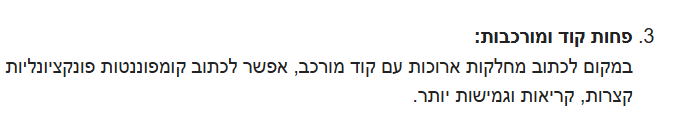 3. פחות קוד ומורכבות:
במקום לכתוב מחלקות ארוכות עם קוד מורכב, אפשר לכתוב קומפוננטות פונקציונליות
קצרות, קריאות וגמישות יותר.